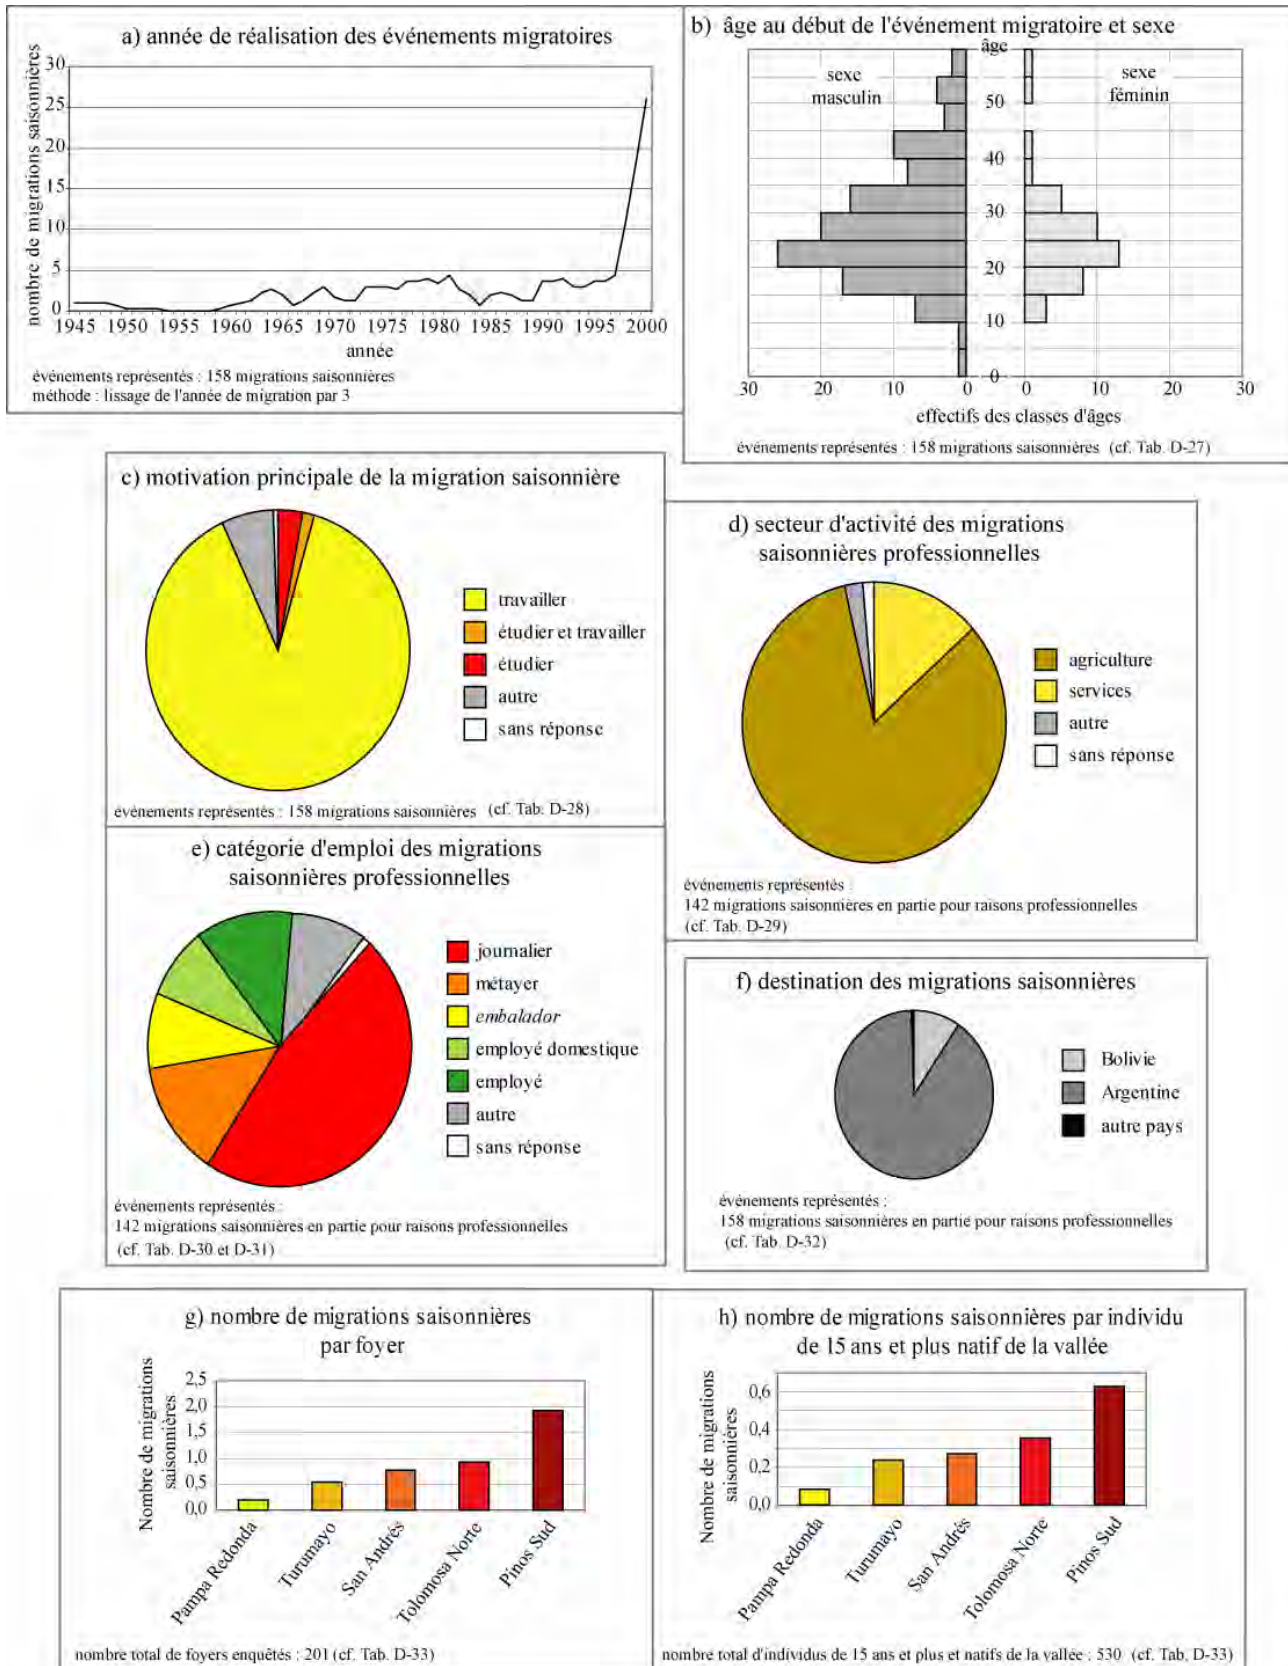 a) année de réalisation des événements migratoires
nombre de migrations saisonnières
30
25
20
15
10
5
0
1945 1950 1955 1960 1965 1970 1975 1980 1985 1990 1995 2000
année
événements représentés : 158 migrations saisonnières
méthode : lissage de l'année de migration par 3
b) âge au début de l'événement migratoire et sexe
âge
sexe masculin
sexe féminin
50
40
30
20
10
0
30 20 10 0 0 10 20 30
effectifs des classes d'âges
événements représentés : 158 migrations saisonnières (cf. Tab. D-27)
c) motivation principale de la migration saisonnière
travailler
étudier et travailler
étudier
autre
sans réponse
événements représentés : 158 migrations saisonnières (cf. Tab. D-28)
d) secteur d'activité des migrations
saisonnières professionnelles
agriculture
services
autre
sans réponse
événements représentés
142 migrations saisonnières en partie pour raisons professionnelles
(cf. Tab. D-29)
e) catégorie d'emploi des migrations
saisonnières professionnelles
journalier
métayer
embalador
employé domestique
employé
autre
sans réponse
événements représentés :
142 migrations saisonnières en partie pour raisons professionnelles
(cf. Tab. D-30 et D-31)
f) destination des migrations saisonnières
Bolivie
Argentine
autre pays
événements représentés :
158 migrations saisonnières en partie pour raisons professionnelles
(cf. Tab. D-32)
g) nombre de migrations saisonnières
par foyer
Nombre de migrations
saisonnières
2,5
2,0
1,5
1,0
0,5
0,0
Pampa Redonda
Turumayo
San Andrés
Tolomosa Norte
Pinos Sud
nombre total de foyers enquêtés : 201 (cf. Tab. D-33)
h) nombre de migrations saisonnières par individu
de 15 ans et plus natif de la vallée
Nombre de migrations
saisonnières
0,6
0,4
0,2
0,0
Pampa Redonda
Turumayo
San Andrés
Tolomosa Norte
Pinos Sud
nombre total d'individus de 15 ans et plus et natifs de la vallée : 530 (cf. Tab, D-33)